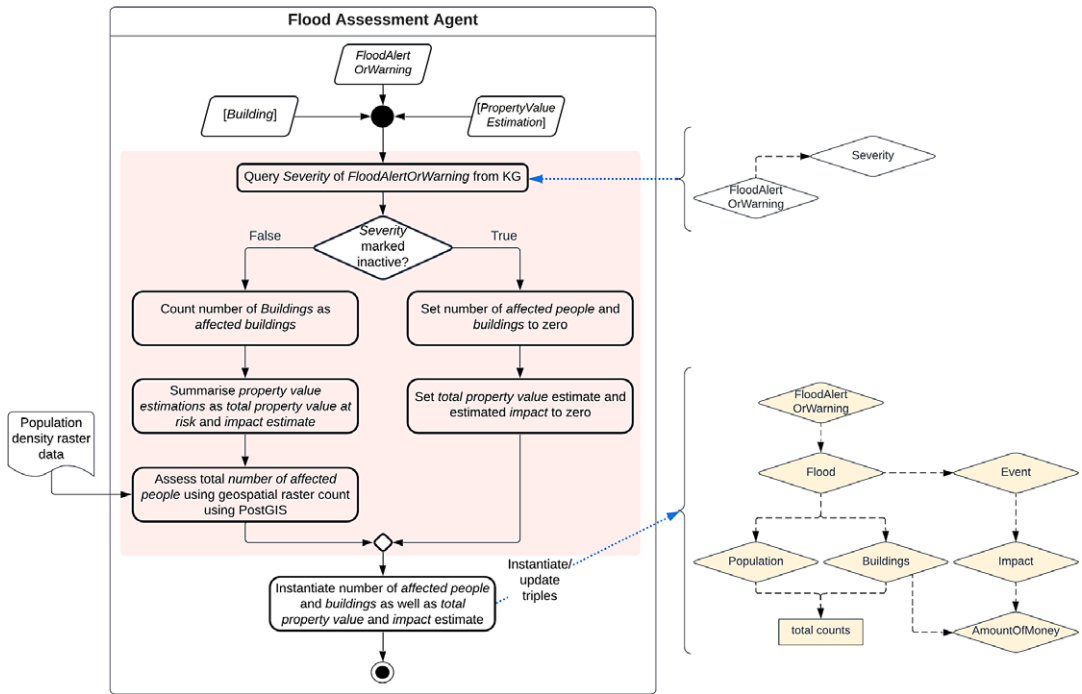 Flood Assessment Agent
FloodAlert
OrWarning
[Building]
[PropertyValue
Estimation]
Query Severity of FloodAlertOrWarning from KG
Severity
marked
inactive?
False
True
Count number of Buildings as
affected buildings
Set number of affected people and
buildings to zero
Summarise property value
estimations as total property value at
risk and impact estimate
Set total property value estimate and
estimated impact to zero
Population
density raster
data
Assess total number of affected
people using geospatial raster count
using PostGIS
Instantiate number of affected people
and buildings as well as total
property value and impact estimate
Instantiate/
update
triples
Severity
FloodAlert
OrWarning
FloodAlert
OrWarning
Flood
Event
Population
Buildings
Impact
total counts
AmountOfMoney